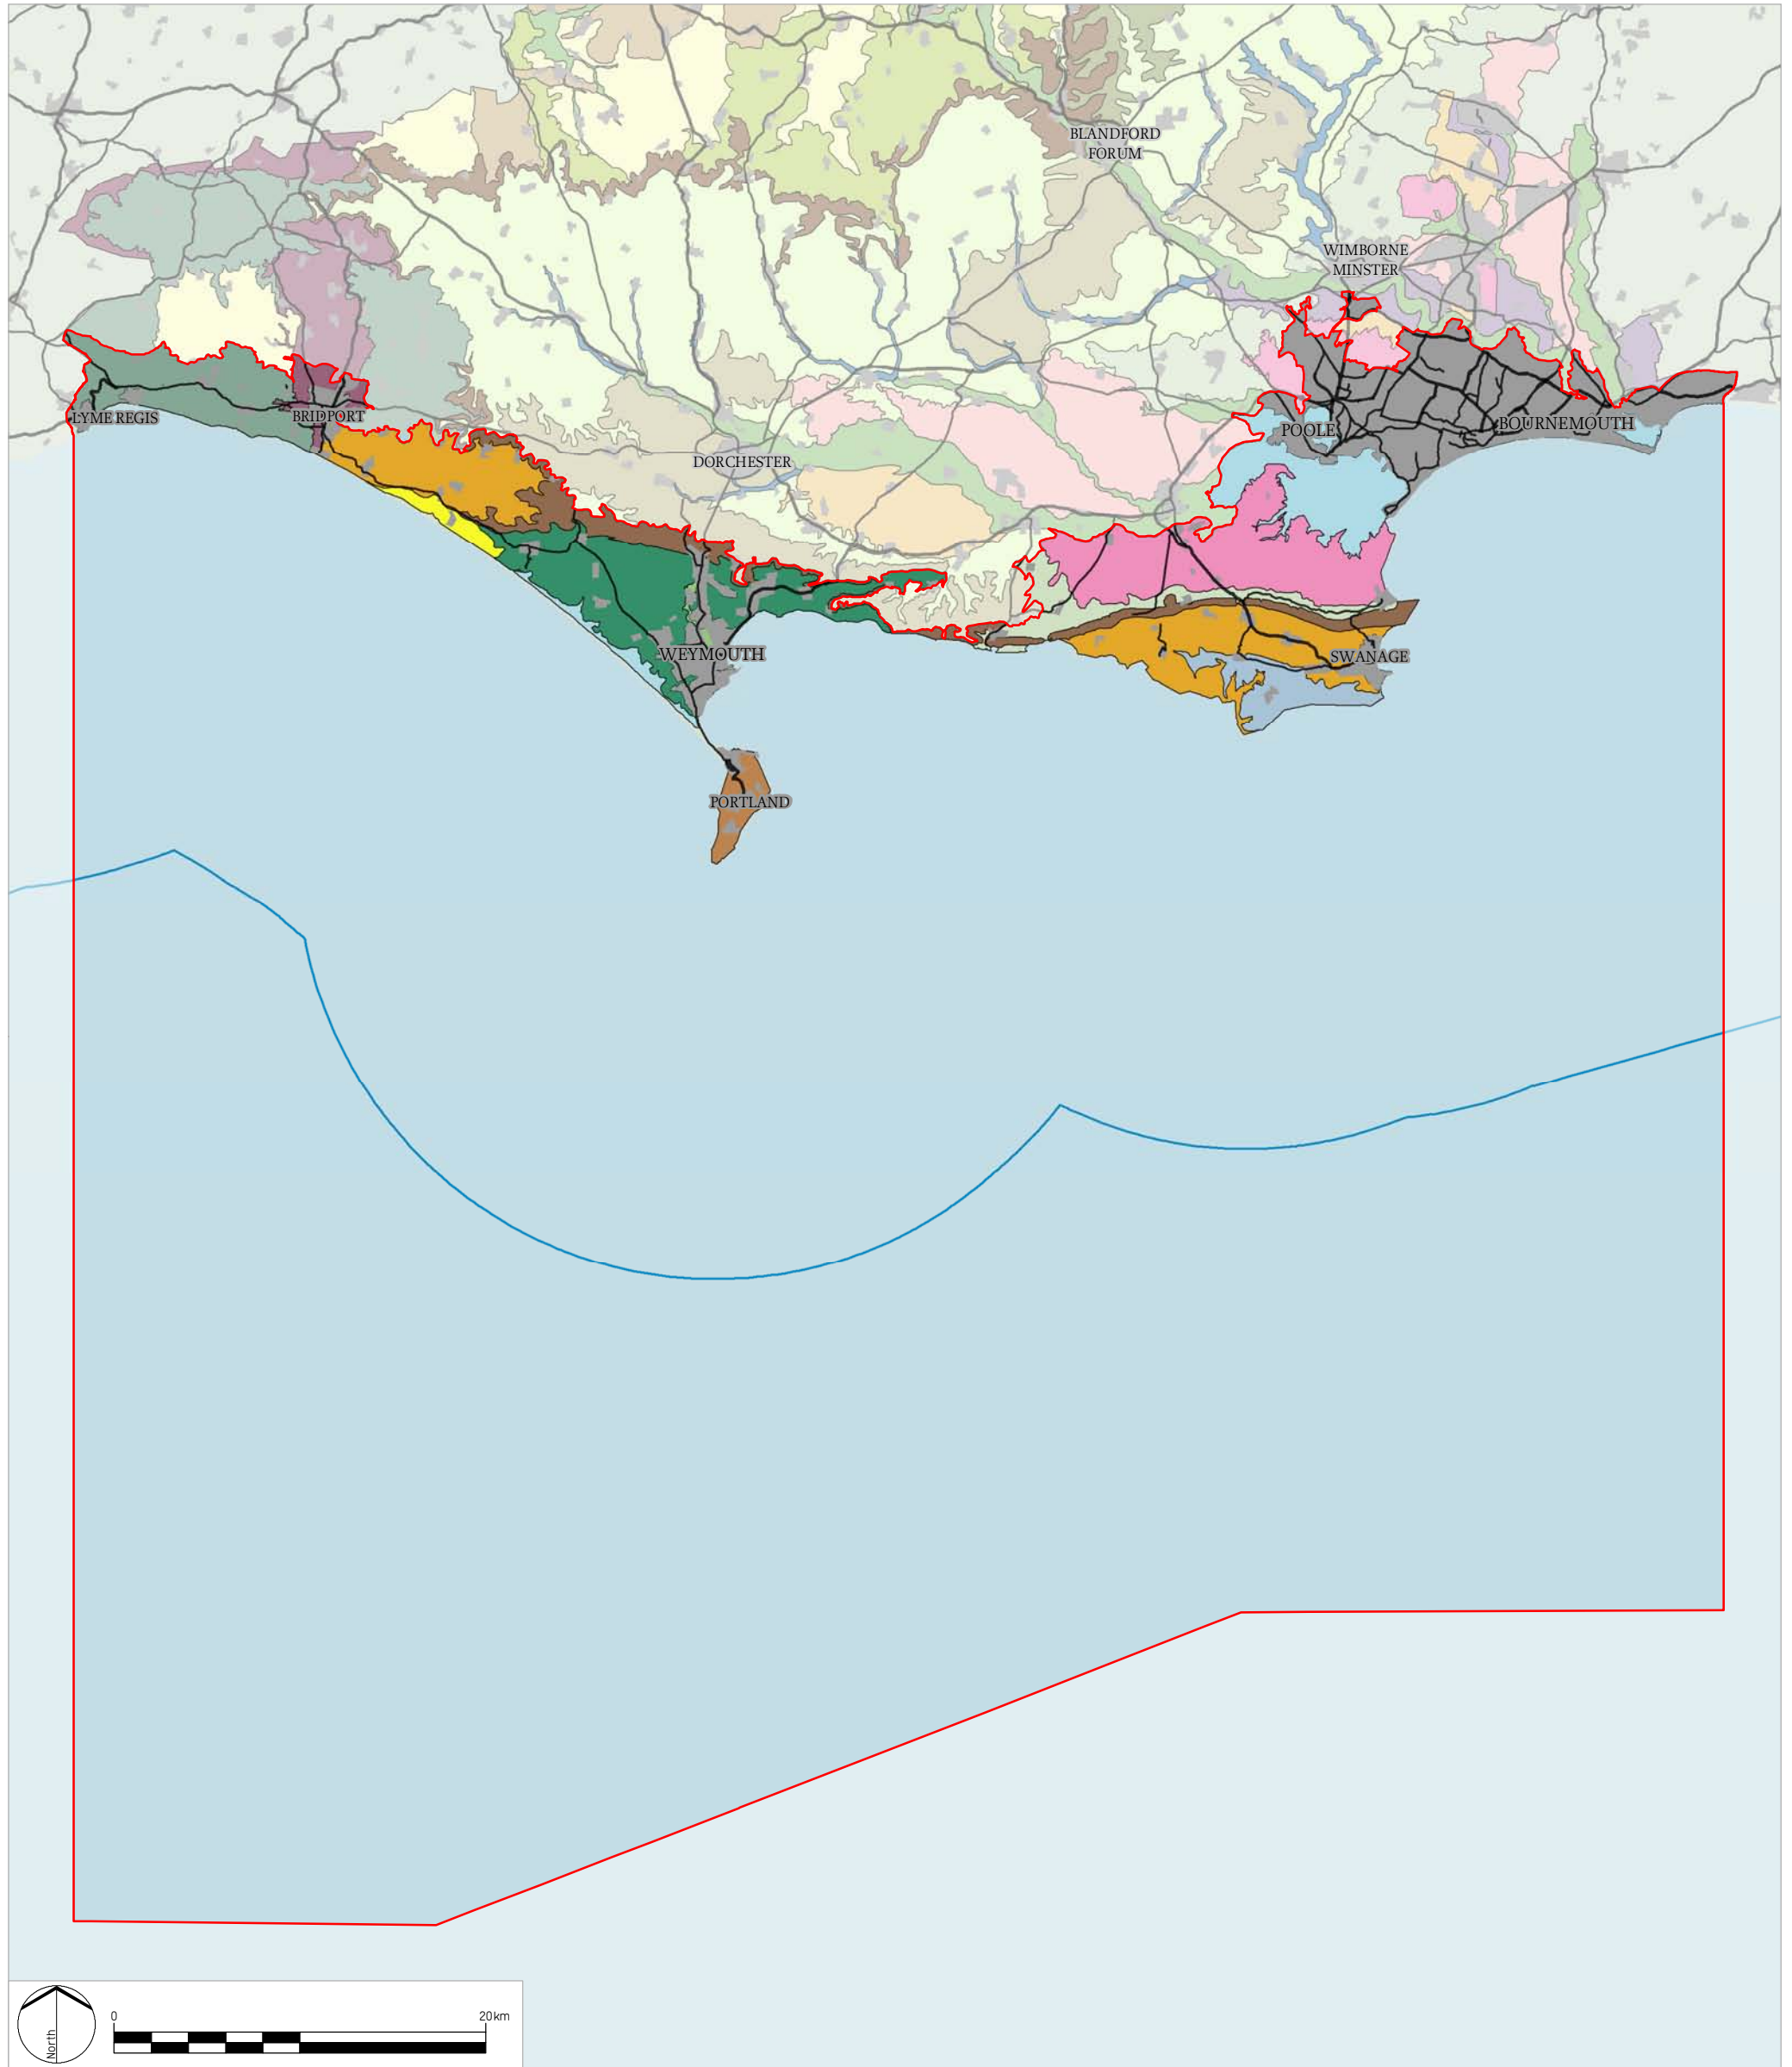 BLANDFORD
FORUM
WIMBORNE
MINSTER
LYME REGIS
BRIDPORT
POOLE
BOURNEMOUTH
DORCHESTER
WEYMOUTH
SWANAGE
PORTLAND
North
0
20km